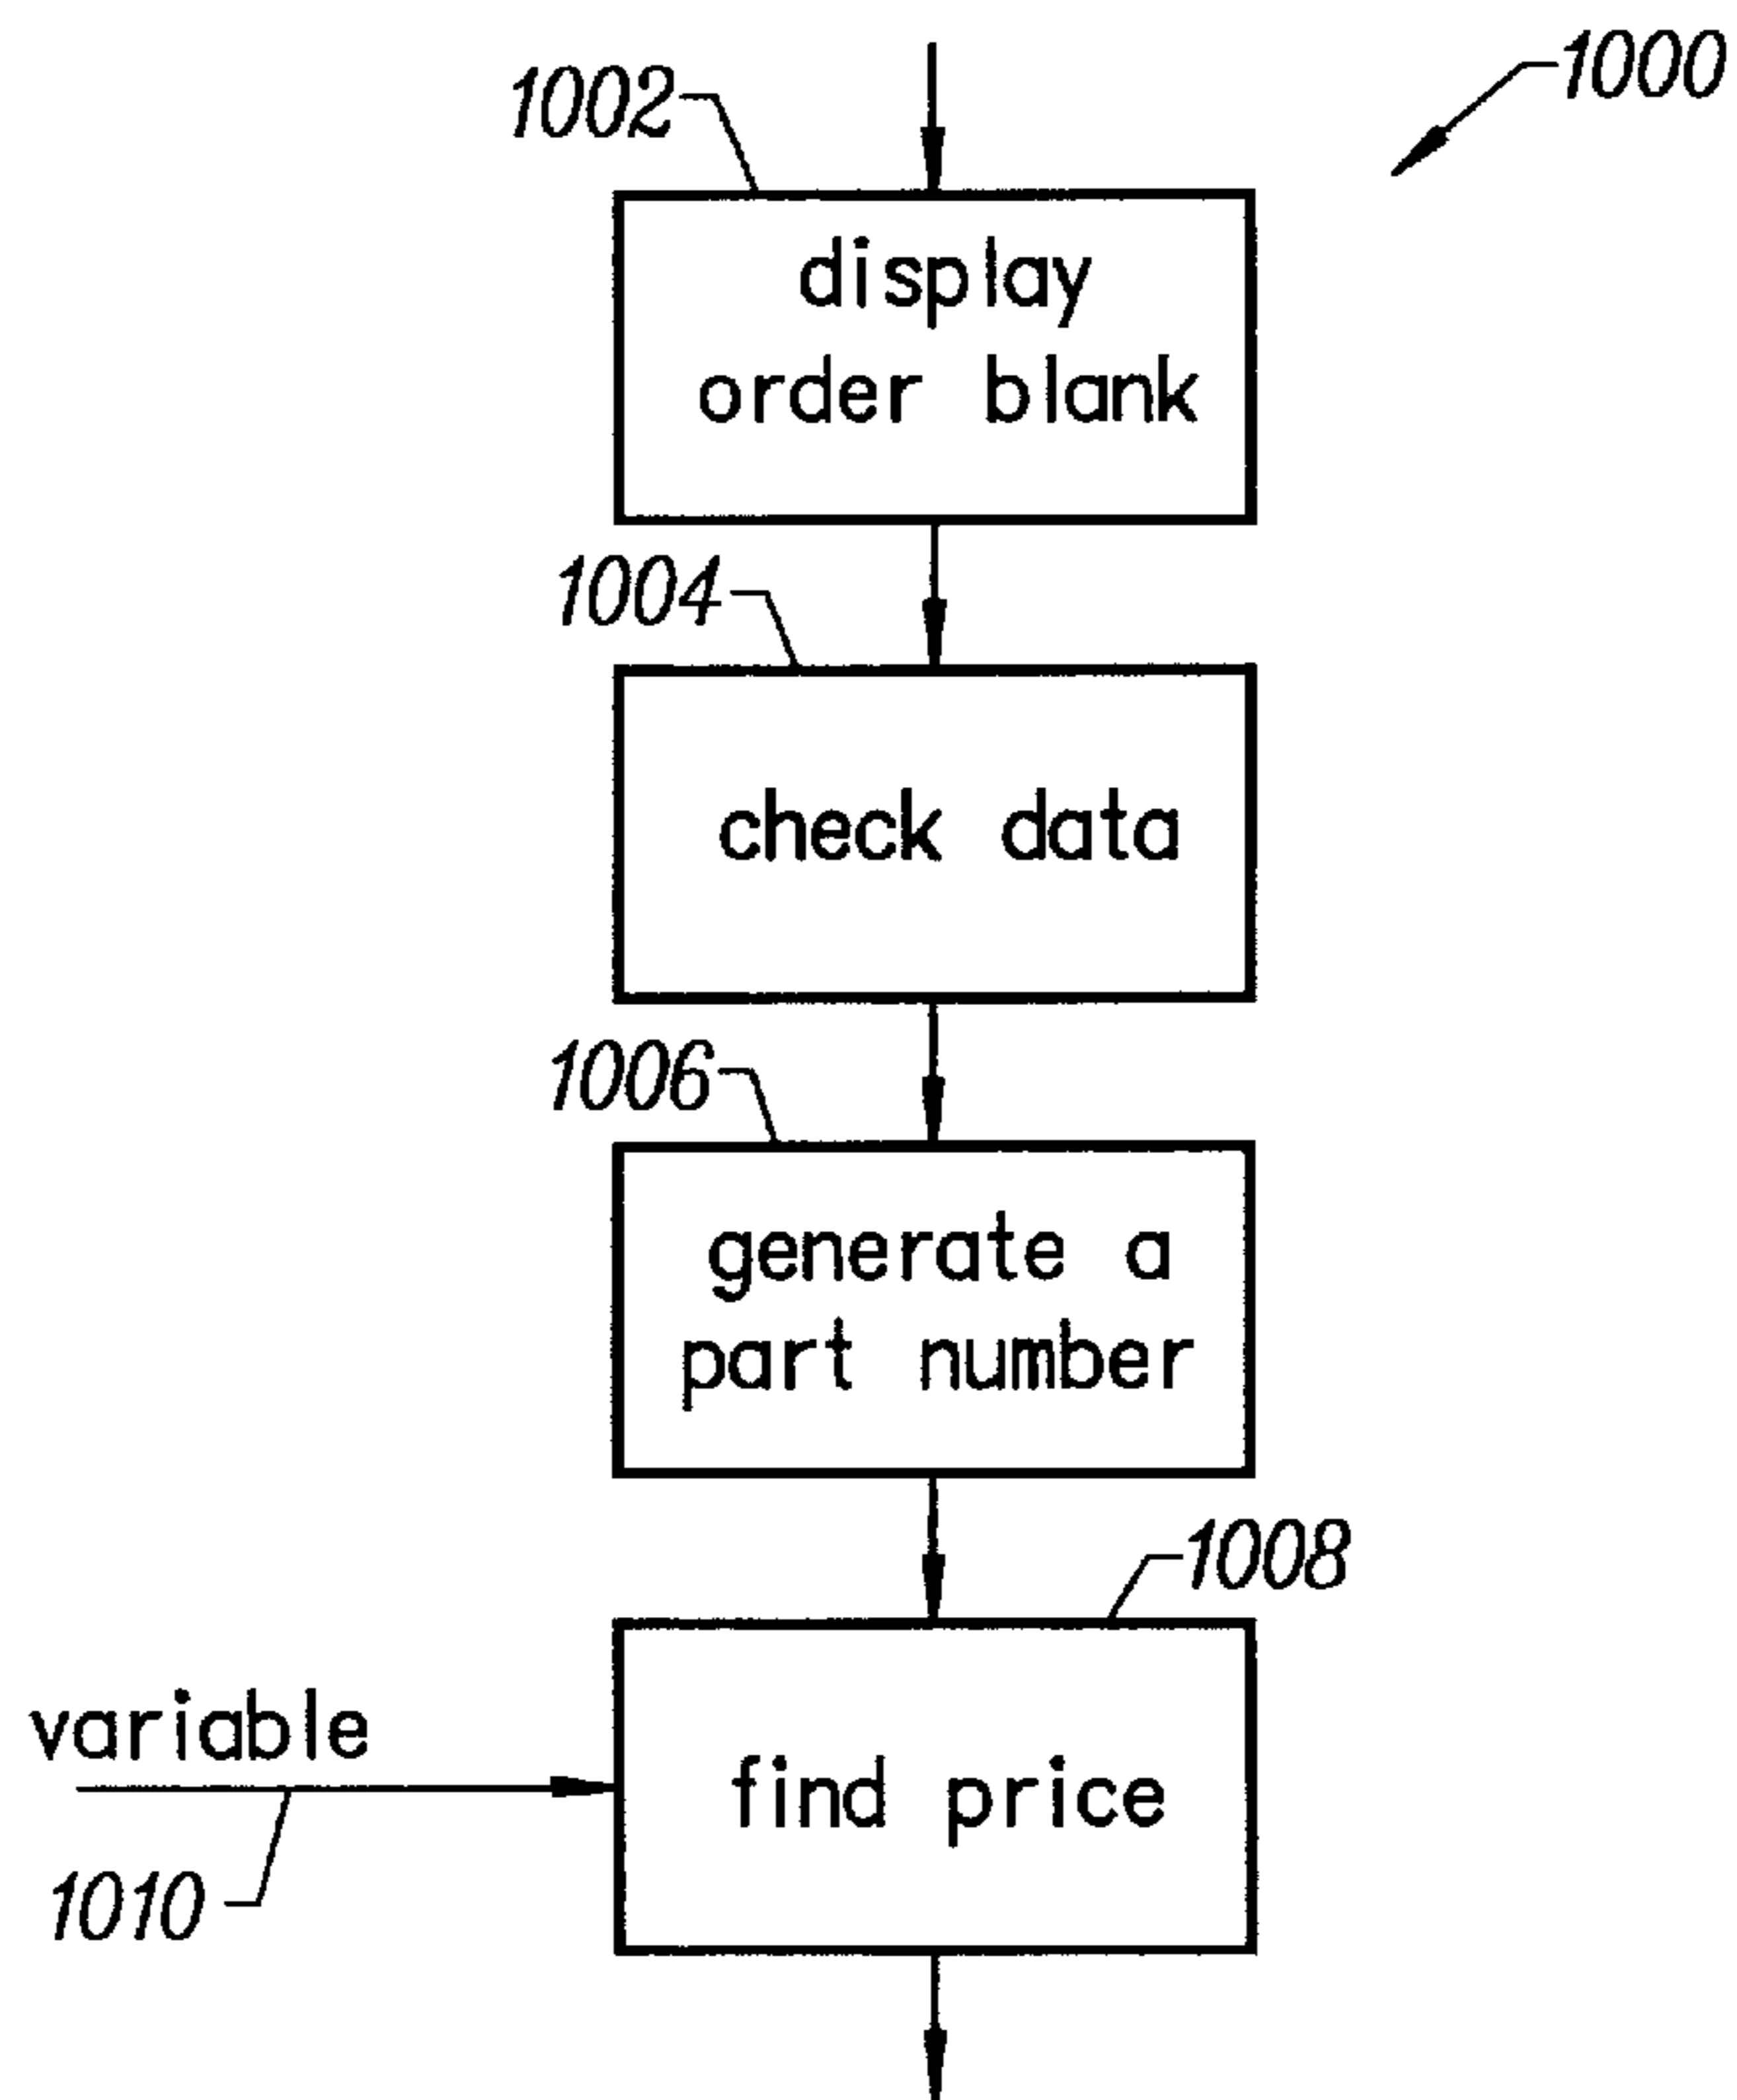 1000
1002
display
order blank
1004
check data
1006
generate a
part number
1008
variable
find price
1010